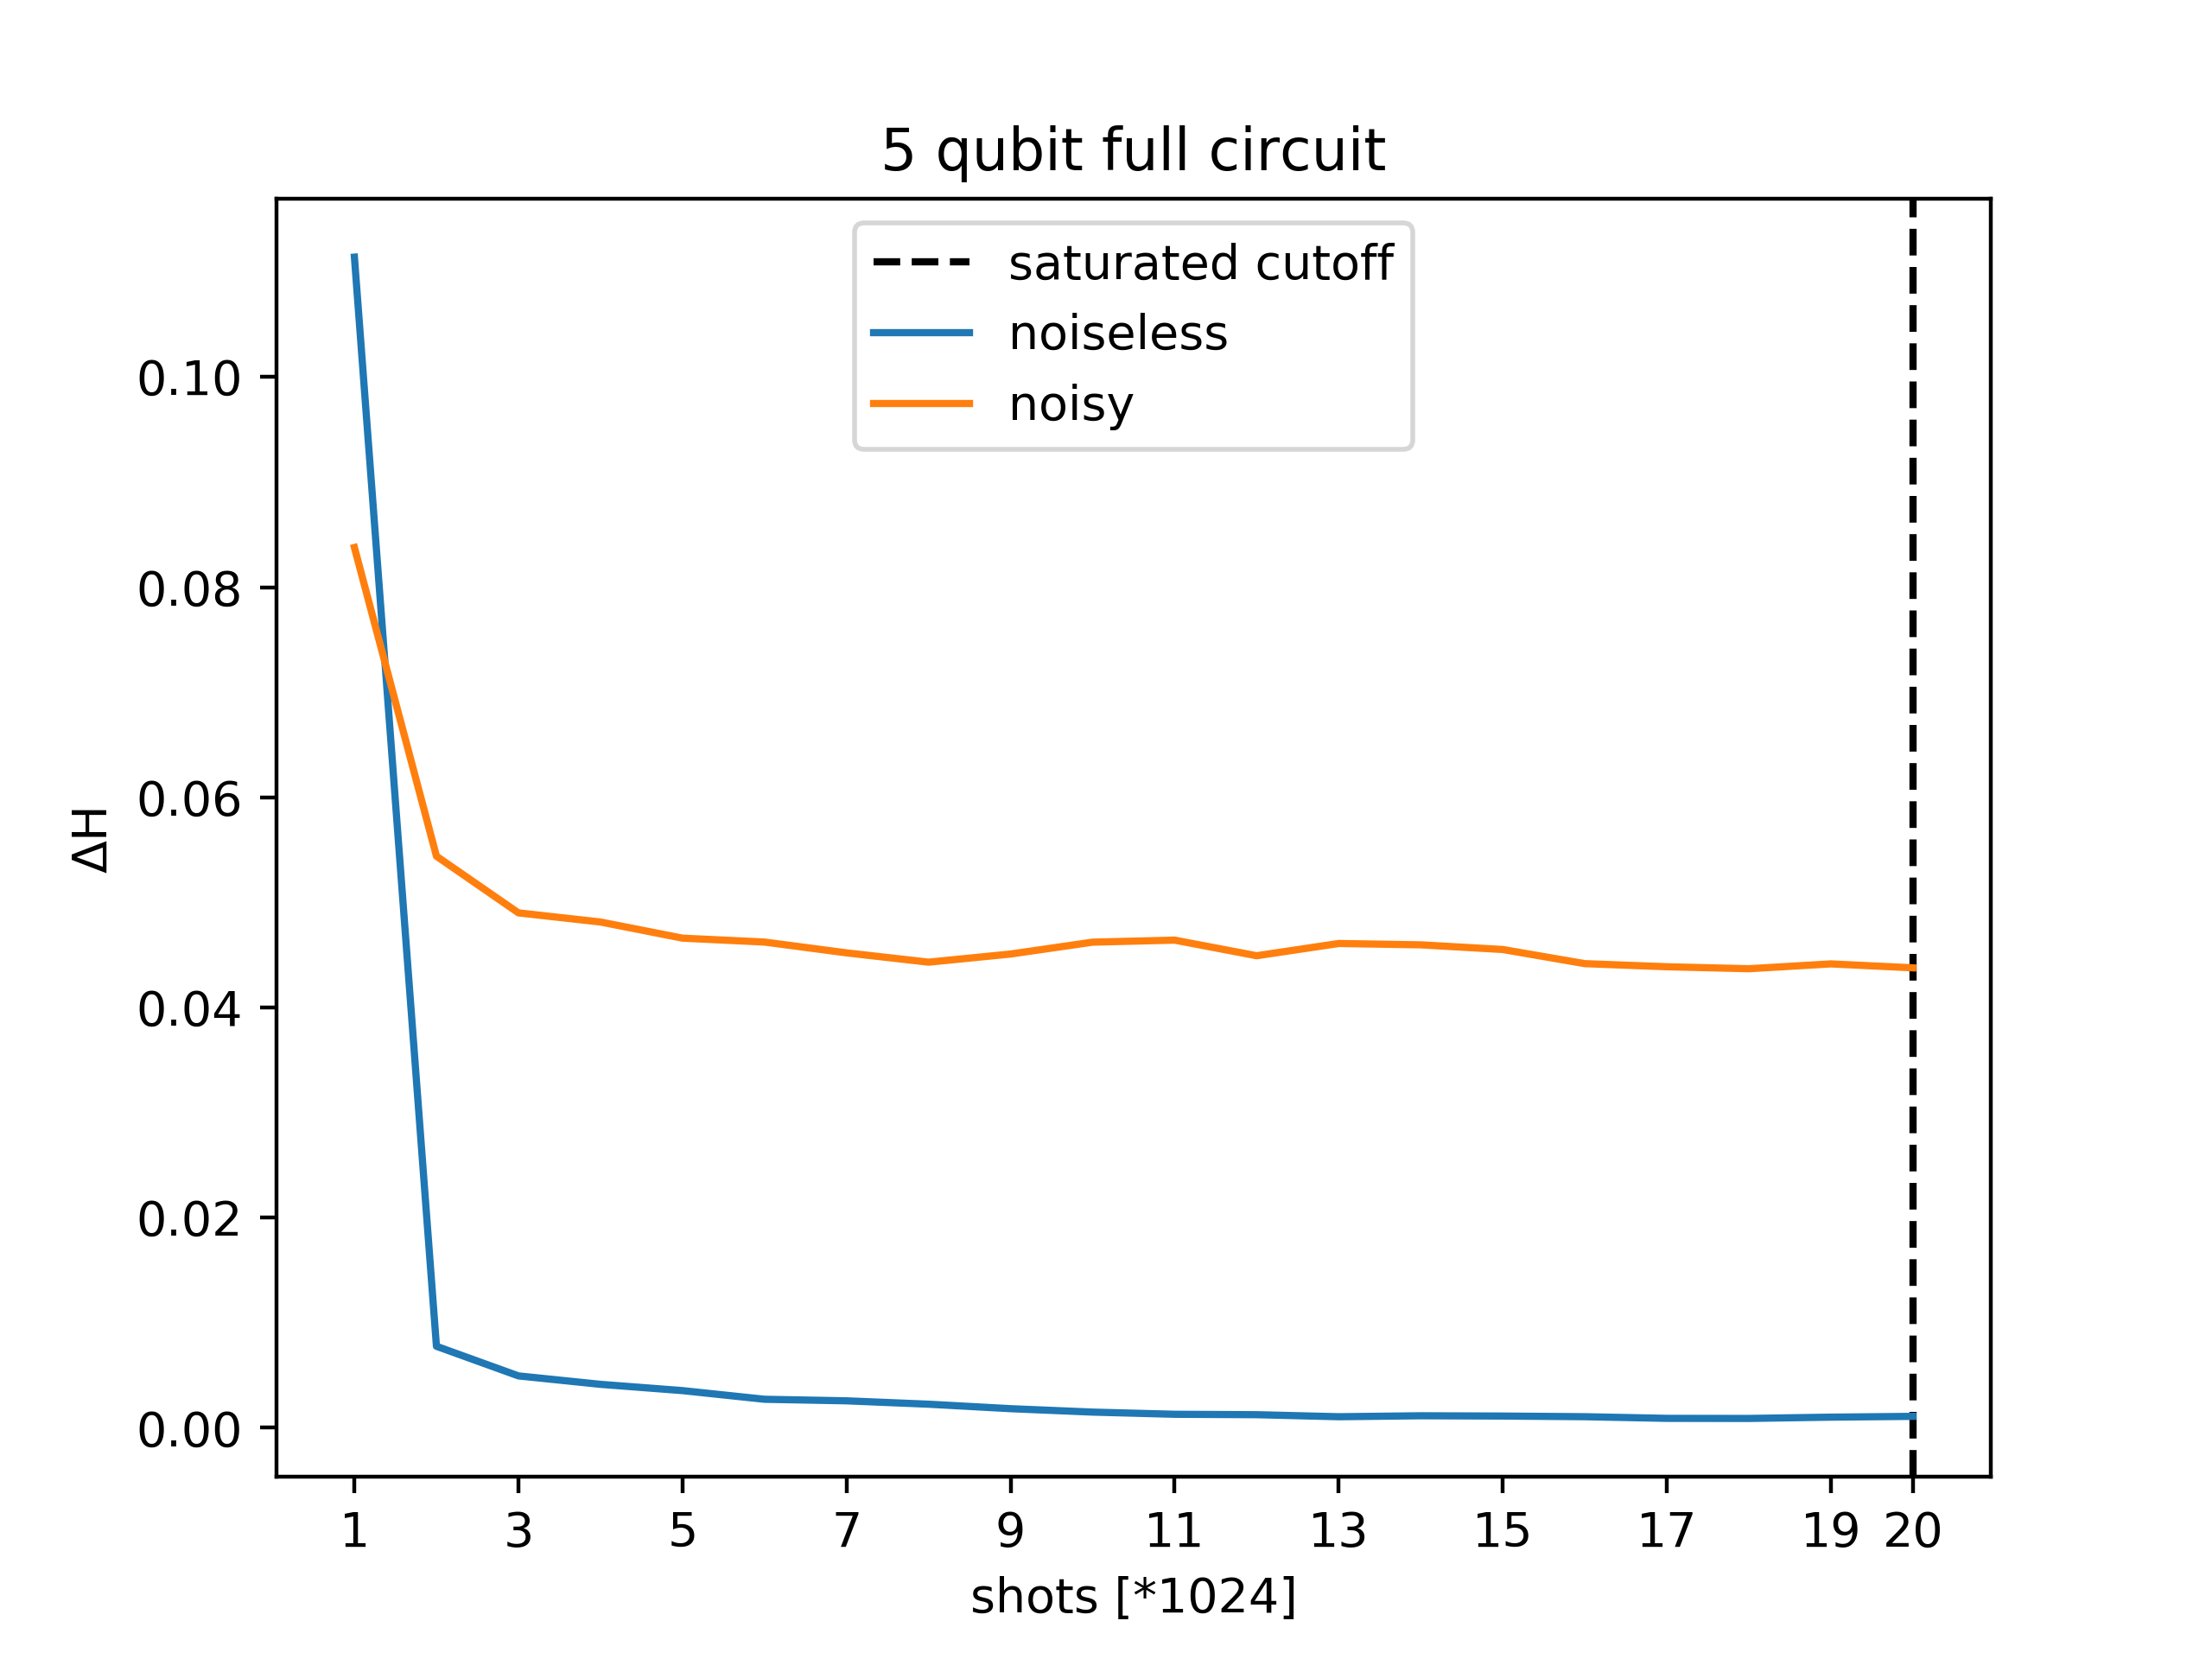 5 qubit full circuit
saturated cutoff
noiseless
noisy
0.10
0.08
0.06
0.04
0.02
0.00
ΔH
1 3 5 7 9 11 13 15 17 19 20
shots [*1024]